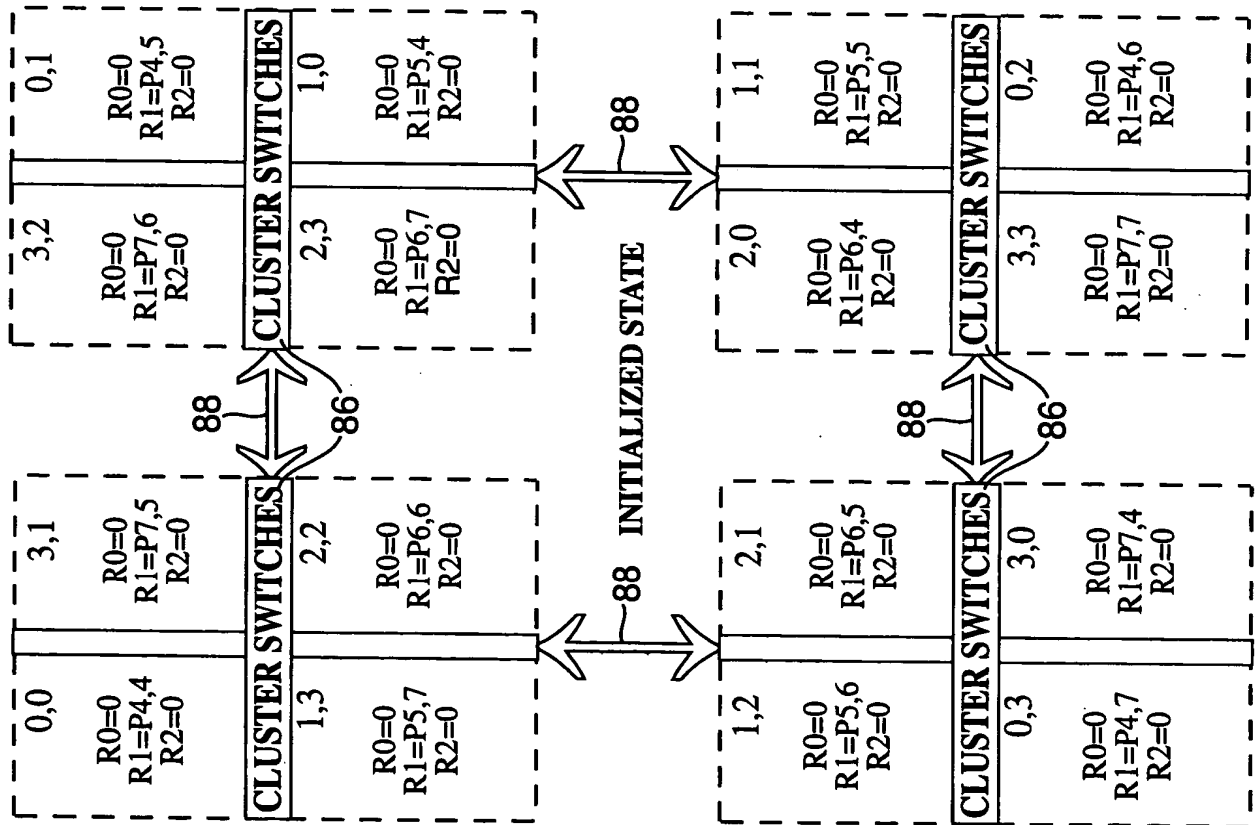 0,0
R0=0
R1=P4,4
R2=0
3,1
R0=0
R1=P7,5
R2=0
CLUSTER SWITCHES
1,3
R0=0
R1=P5,7
R2=0
2,2
R0=0
R1=P6,6
R2=0
88
86
3,2
R0=0
R1=P7,6
R2=0
0,1
R0=0
R1=P4,5
R2=0
CLUSTER SWITCHES
2,3
R0=0
R1=P6,7
R2=0
1,0
R0=0
R1=P5,4
R2=0
88
INITIALIZED STATE
88
1,2
R0=0
R1=P5,6
R2=0
2,1
R0=0
R1=P6,5
R2=0
CLUSTER SWITCHES
0,3
R0=0
R1=P4,7
R2=0
3,0
R0=0
R1=P7,4
R2=0
88
86
2,0
R0=0
R1=P6,4
R2=0
1,1
R0=0
R1=P5,5
R2=0
CLUSTER SWITCHES
3,3
R0=0
R1=P7,7
R2=0
0,2
R0=0
R1=P4,6
R2=0